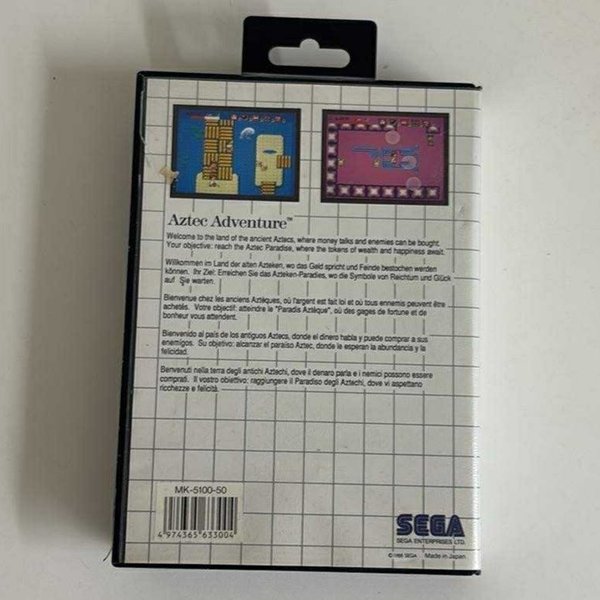 Aztec Adventure™
Welcome to the land of the ancient Aztecs, where money talks and enemies can be bought.
Your objective: reach the Aztec Paradise, where the tokens of wealth and happiness await.
Willkommen im Land der alten Azteken, wo das Geld spricht und Feinde bestochen werden
können. Ihr Ziel: Erreichen Sie das Azteken-Paradies, wo die Symbole von Reichtum und Glück
auf Sie warten.
Bienvenue chez les anciens Aztèques, où l'argent est fait loi et où tous ennemis peuvent être
achetés. Votre objectif: atteindre le "Paradis Aztèque", où des gages de fortune et de
bonheur vous attendent.
Bienvenido al país de los antiguos Aztecs, donde el dinero habla y puede comprar a sus
enemigos. Su objetivo: alcanzar el paraíso Aztec, donde le esperan la abundancia y la
felicidad.
Benvenuti nella terra degli antichi Aztechi, dove il denaro parla e i nemici possono essere
comprati. Il vostro obiettivo: raggiungere il Paradiso degli Aztechi, dove vi aspettano
ricchezze e felicità.
MK-5100-50
4 974365 633004
SEGA
SEGA ENTERPRISES LTD.
Made in Japan